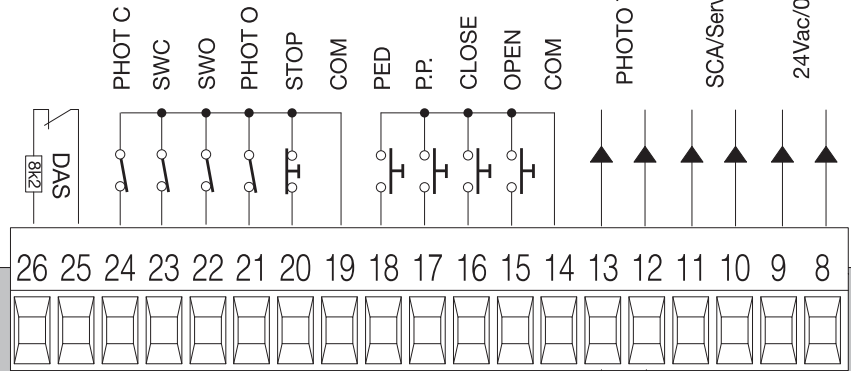 PHOT C
SWC
SWO
PHOT O
STOP
COM
PED
P.P.
CLOSE
OPEN
COM
PHOTO
SCA/Serv
24Vac/0
DAS
8K2
26 25 24 23 22 21 20 19 18 17 16 15 14 13 12 11 10 9 8